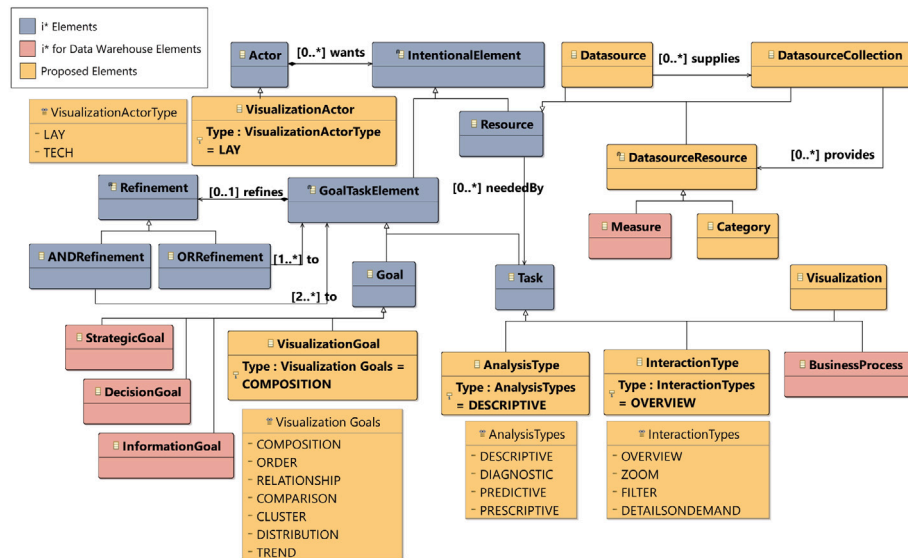 i* Elements
i* for Data Warehouse Elements
Proposed Elements
Actor
[0..*] wants
IntentionalElement
Datasource
[0..*] supplies
DatasourceCollection
VisualizationActorType
- LAY
- TECH
VisualizationActor
Type : VisualizationActorType
= LAY
Resource
DatasourceResource
[0..*] provides
Refinement
[0..1] refines
GoalTaskElement
[0..*] neededBy
Measure
Category
ANDRefinement
ORRefinement
[1..*] to
[2..*] to
Goal
Task
Visualization
StrategicGoal
DecisionGoal
InformationGoal
VisualizationGoal
Type : Visualization Goals =
COMPOSITION
AnalysisType
Type : AnalysisTypes
= DESCRIPTIVE
InteractionType
Type : InteractionTypes
= OVERVIEW
BusinessProcess
Visualization Goals
- COMPOSITION
- ORDER
- RELATIONSHIP
- COMPARISON
- CLUSTER
- DISTRIBUTION
- TREND
AnalysisTypes
- DESCRIPTIVE
- DIAGNOSTIC
- PREDICTIVE
- PRESCRIPTIVE
InteractionTypes
- OVERVIEW
- ZOOM
- FILTER
- DETAILSONDEMAND